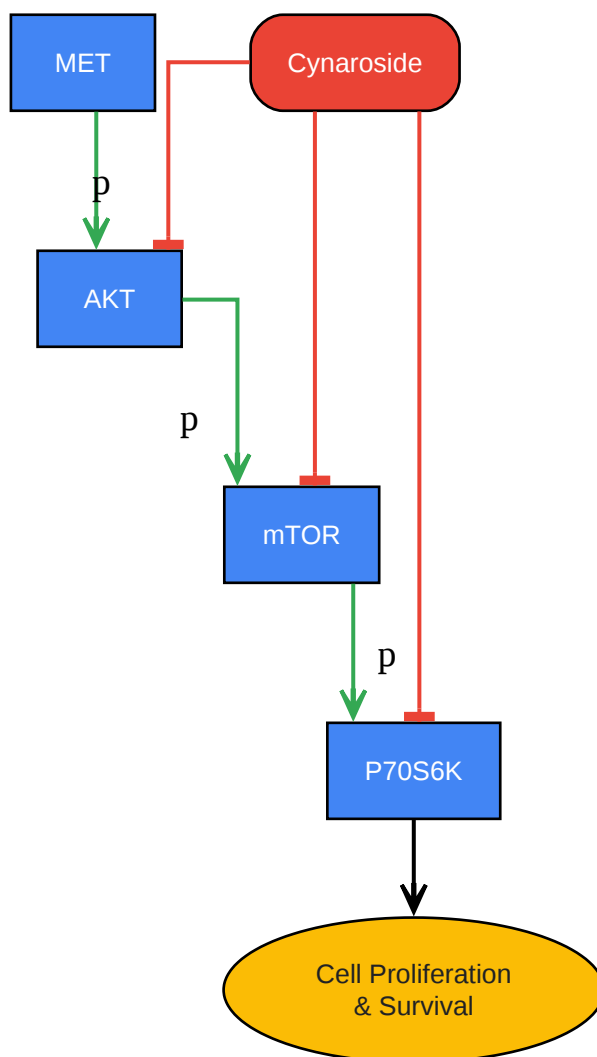 MET
Cynaroside
p
AKT
p
mTOR
p
P70S6K
Cell Proliferation
& Survival